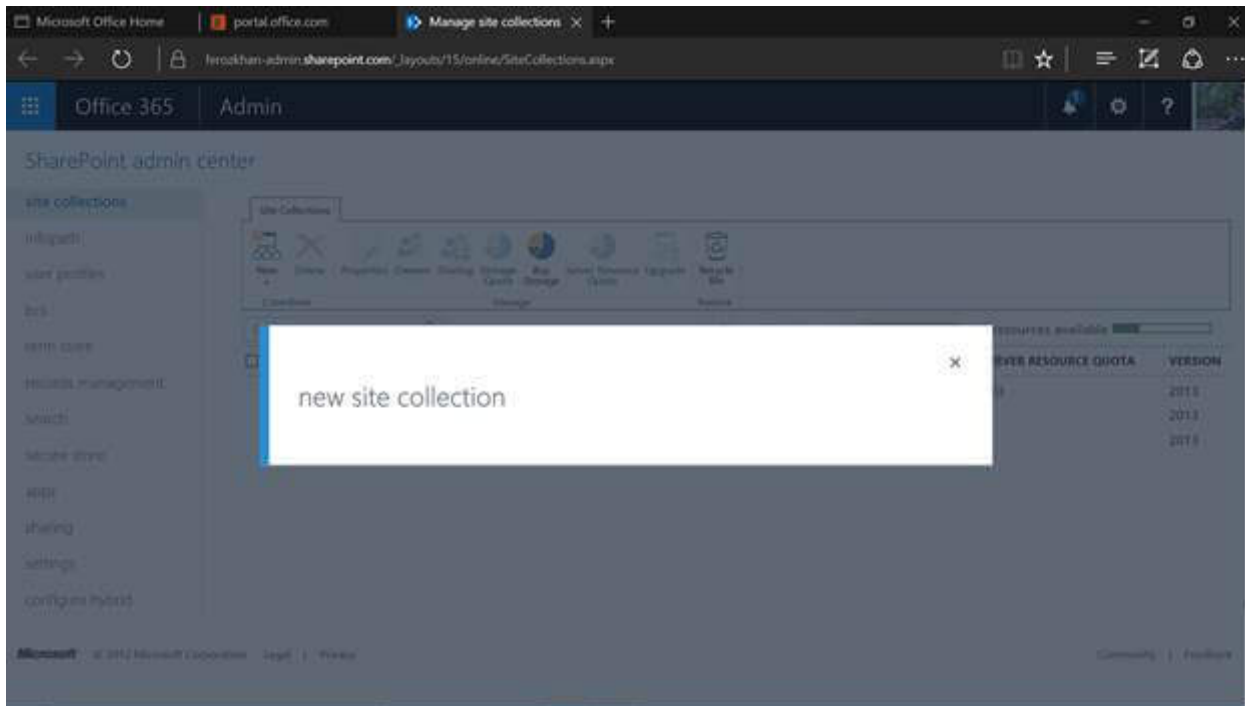 Microsoft Office Home
portal.office.com
Manage site collections
ferozkhan-admin.sharepoint.com/_layouts/15/online/SiteCollections.aspx
Office 365
Admin
?
SharePoint admin center
site collections
infopath
user profiles
bcs
term store
records management
search
secure store
apps
sharing
settings
configure hybrid
Site Collections
New Delete Properties Owners Sharing Storage Quota Buy Storage Server Resource Quota Upgrade Recycle Bin
Contribute Manage Restore
resources available
SERVER RESOURCE QUOTA VERSION
2013
2013
2013
new site collection
Microsoft © 2012 Microsoft Corporation Legal | Privacy
Community | Feedback